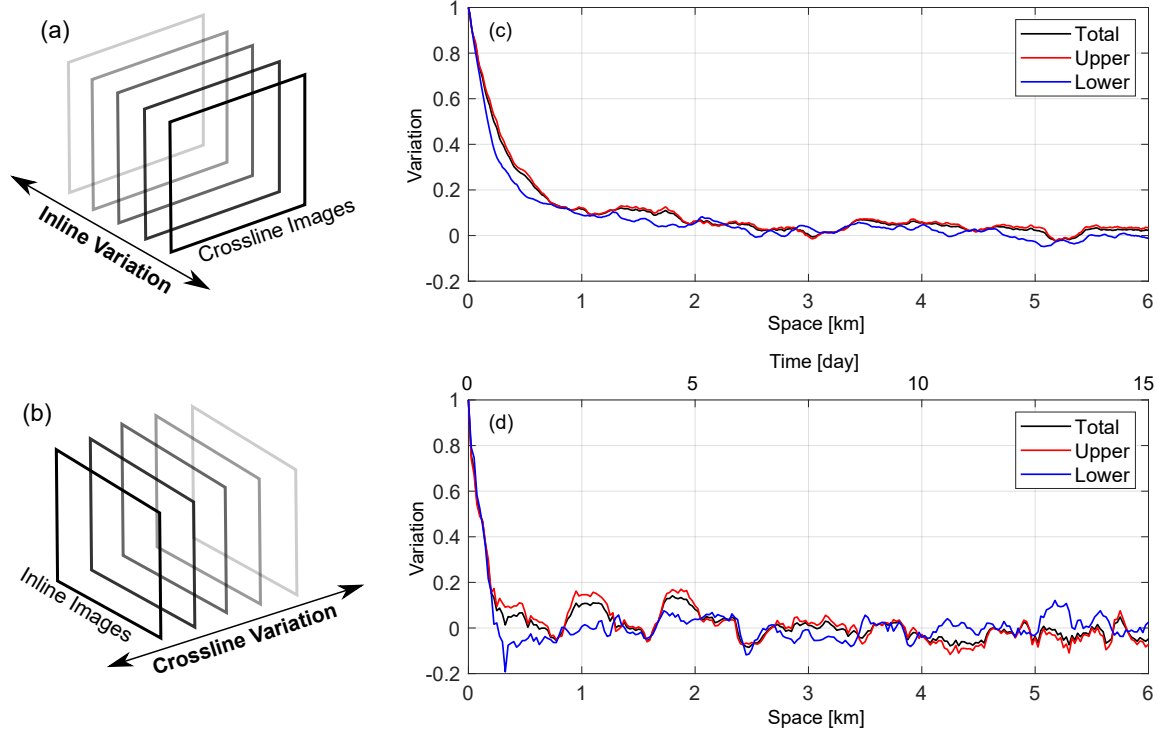 (a)
Inline Variation
Crossline Images
(c)
1
0.8
0.6
0.4
0.2
0
-0.2
Variation
Total
Upper
Lower
0 1 2 3 4 5 6
Space [km]
(b)
Inline Images
Crossline Variation
Time [day]
0 5 10 15
(d)
1
0.8
0.6
0.4
0.2
0
-0.2
Variation
Total
Upper
Lower
0 1 2 3 4 5 6
Space [km]